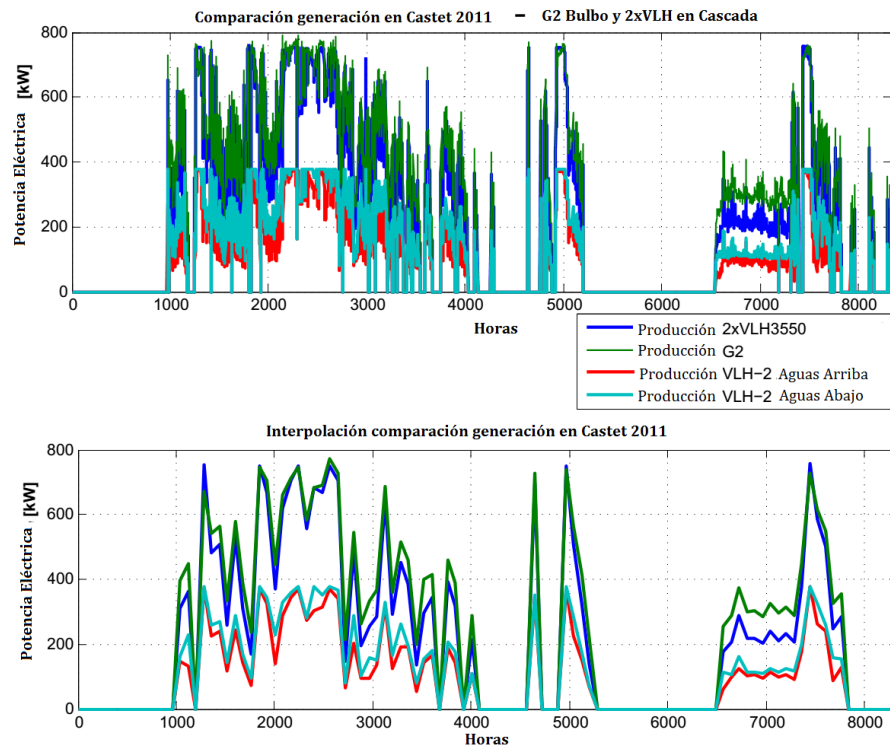 Comparación generación en Castet 2011 − G2 Bulbo y 2xVLH en Cascada
Potencia Eléctrica [kW]
800
600
400
200
0
0 1000 2000 3000 4000 5000 6000 7000 8000
Horas
Producción 2xVLH3550
Producción G2
Producción VLH−2 Aguas Arriba
Producción VLH−2 Aguas Abajo
Interpolación comparación generación en Castet 2011
Potencia Eléctrica [kW]
800
600
400
200
0
0 1000 2000 3000 4000 5000 6000 7000 8000
Horas